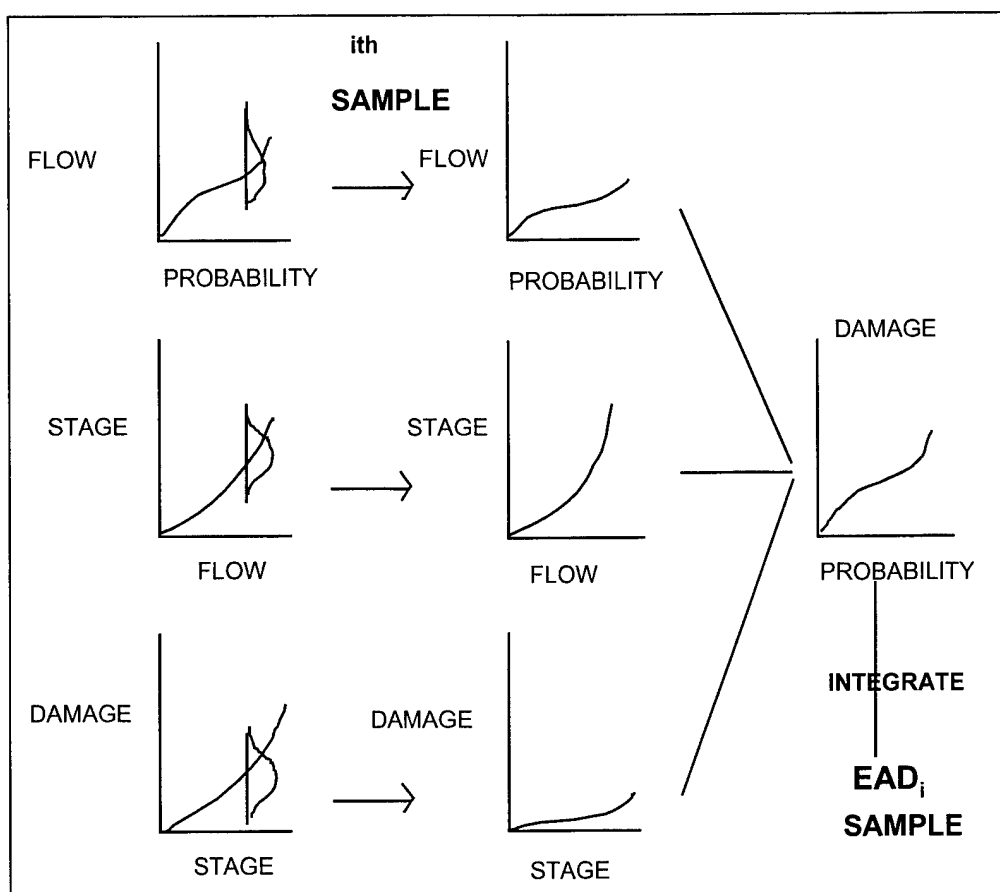 ith
SAMPLE
FLOW
FLOW
PROBABILITY
PROBABILITY
DAMAGE
STAGE
STAGE
FLOW
FLOW
PROBABILITY
INTEGRATE
DAMAGE
DAMAGE
EADi
SAMPLE
STAGE
STAGE